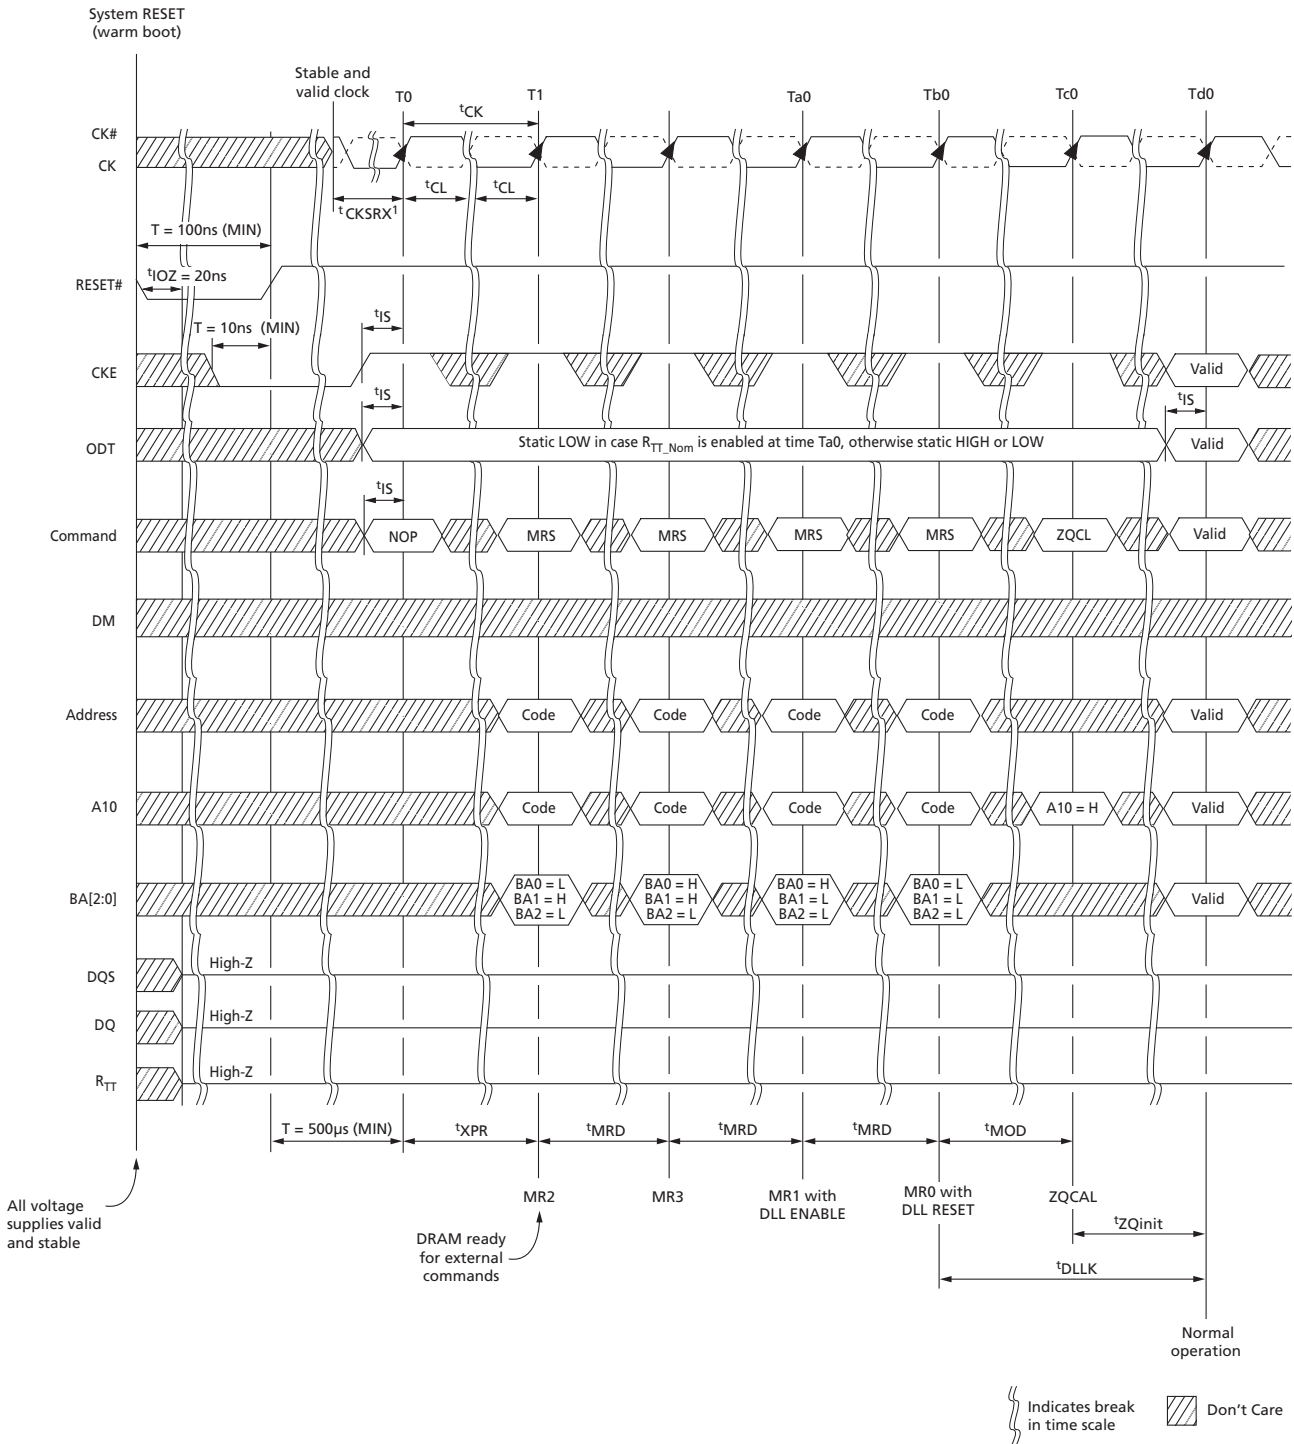 System RESET
(warm boot)
Stable and
valid clock
T0
T1
Ta0
Tb0
Tc0
Td0
tCK
CK#
CK
tCL
tCL
tCKSRX1
T = 100ns (MIN)
tIOZ = 20ns
RESET#
T = 10ns (MIN)
tIS
CKE
Valid
tIS
tIS
ODT
Static LOW in case RTT_Nom is enabled at time Ta0, otherwise static HIGH or LOW
Valid
tIS
Command
NOP
MRS
MRS
MRS
MRS
ZQCL
Valid
DM
Address
Code
Code
Code
Code
Valid
A10
Code
Code
Code
Code
A10 = H
Valid
BA[2:0]
BA0 = L
BA1 = H
BA2 = L
BA0 = H
BA1 = H
BA2 = L
BA0 = H
BA1 = L
BA2 = L
BA0 = L
BA1 = L
BA2 = L
Valid
DQS
High-Z
DQ
High-Z
RTT
High-Z
T = 500µs (MIN)
tXPR
tMRD
tMRD
tMRD
tMOD
All voltage
supplies valid
and stable
MR2
MR3
MR1 with
DLL ENABLE
MR0 with
DLL RESET
ZQCAL
DRAM ready
for external
commands
tZQinit
tDLLK
Normal
operation
Indicates break
in time scale
Don't Care